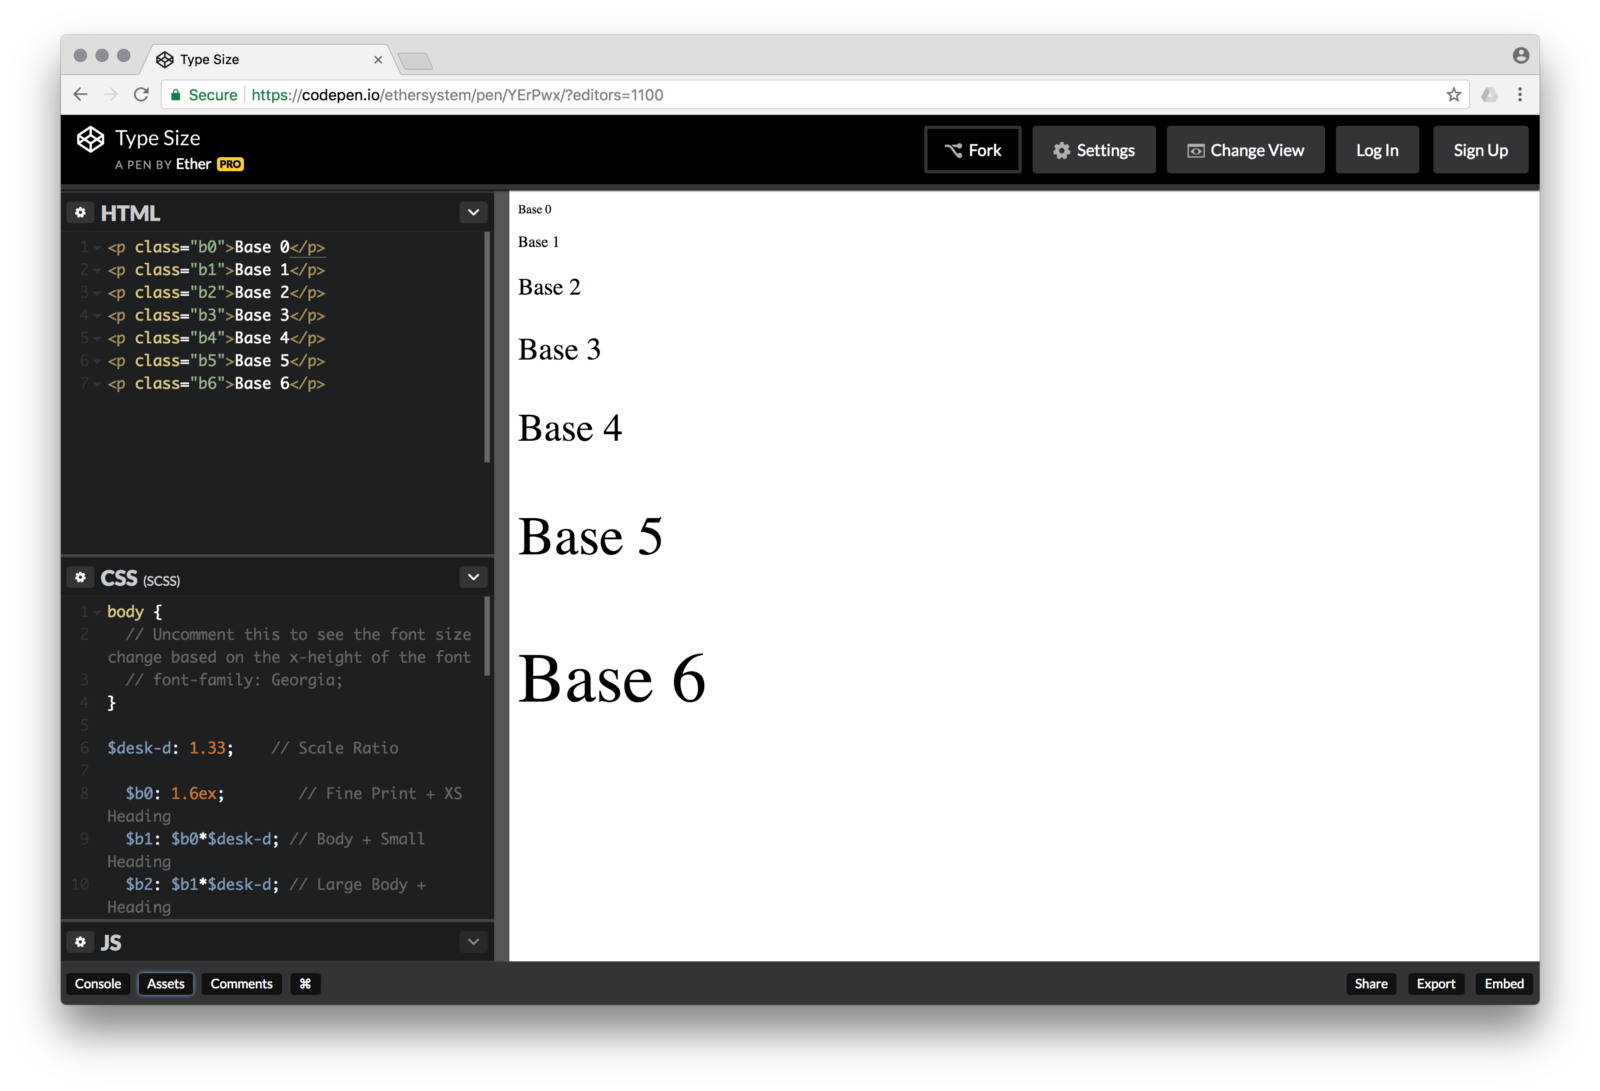 Type Size
Secure https://codepen.io/ethersystem/pen/YErPwx/?editors=1100
Type Size
A PEN BY Ether PRO
Fork
Settings
Change View
Log In
Sign Up
HTML
1 <p class="b0">Base 0</p>
2 <p class="b1">Base 1</p>
3 <p class="b2">Base 2</p>
4 <p class="b3">Base 3</p>
5 <p class="b4">Base 4</p>
6 <p class="b5">Base 5</p>
7 <p class="b6">Base 6</p>
CSS (SCSS)
1 body {
2 // Uncomment this to see the font size
change based on the x-height of the font
3 // font-family: Georgia;
4 }
5
6 $desk-d: 1.33; // Scale Ratio
7
8 $b0: 1.6ex; // Fine Print + XS
Heading
9 $b1: $b0*$desk-d; // Body + Small
Heading
10 $b2: $b1*$desk-d; // Large Body +
Heading
JS
Base 0
Base 1
Base 2
Base 3
Base 4
Base 5
Base 6
Console
Assets
Comments
⌘
Share
Export
Embed